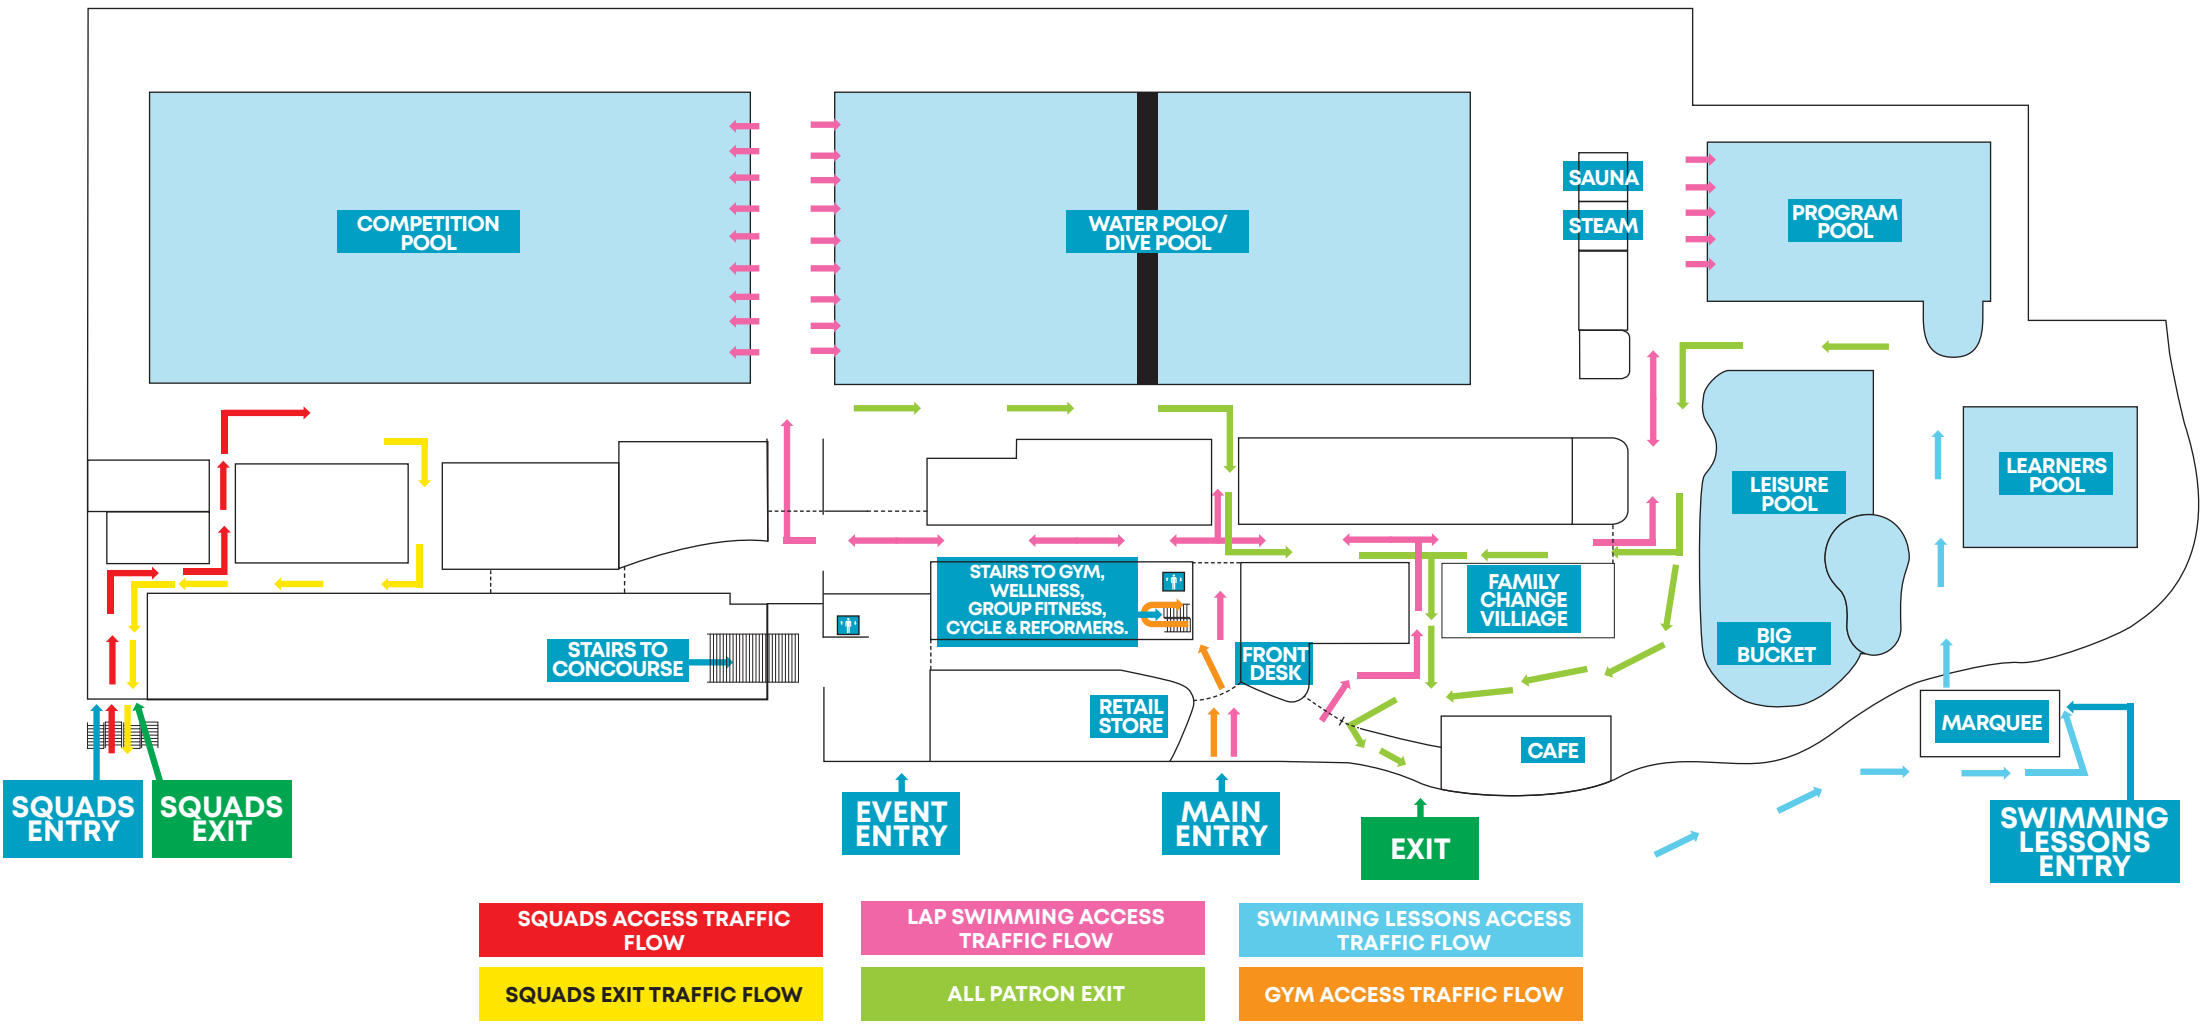 SAUNA
STEAM
COMPETITION
POOL
WATER POLO/
DIVE POOL
PROGRAM
POOL
LEISURE
POOL
LEARNERS
POOL
STAIRS TO GYM,
WELLNESS,
GROUP FITNESS,
CYCLE & REFORMERS.
FAMILY
CHANGE
VILLIAGE
BIG
BUCKET
STAIRS TO
CONCOURSE
FRONT
DESK
RETAIL
STORE
MARQUEE
CAFE
SQUADS
ENTRY
SQUADS
EXIT
EVENT
ENTRY
MAIN
ENTRY
EXIT
SWIMMING
LESSONS
ENTRY
SQUADS ACCESS TRAFFIC
FLOW
LAP SWIMMING ACCESS
TRAFFIC FLOW
SWIMMING LESSONS ACCESS
TRAFFIC FLOW
SQUADS EXIT TRAFFIC FLOW
ALL PATRON EXIT
GYM ACCESS TRAFFIC FLOW